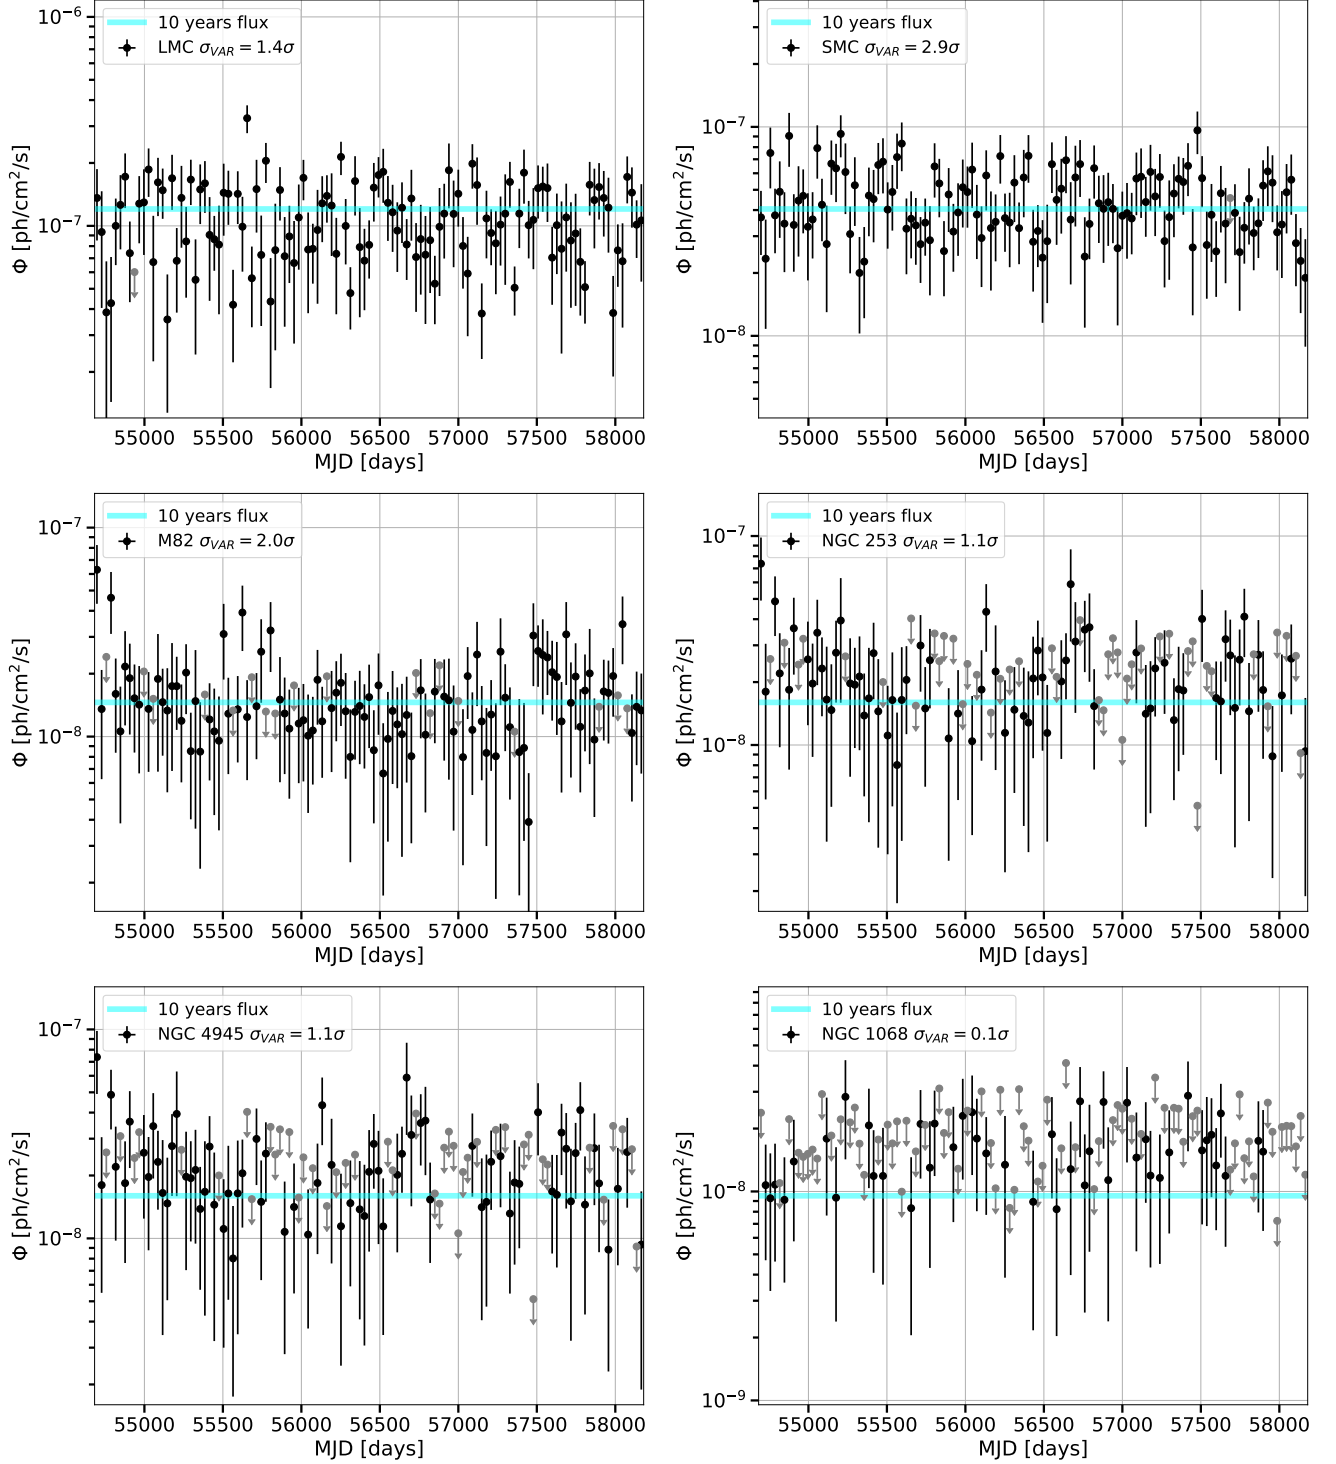 10 years flux
LMC σ_VAR = 1.4σ
10⁻⁶
10⁻⁷
Φ [ph/cm²/s]
55000 55500 56000 56500 57000 57500 58000
MJD [days]
10 years flux
SMC σ_VAR = 2.9σ
10⁻⁷
10⁻⁸
Φ [ph/cm²/s]
55000 55500 56000 56500 57000 57500 58000
MJD [days]
10 years flux
M82 σ_VAR = 2.0σ
10⁻⁷
10⁻⁸
Φ [ph/cm²/s]
55000 55500 56000 56500 57000 57500 58000
MJD [days]
10 years flux
NGC 253 σ_VAR = 1.1σ
10⁻⁷
10⁻⁸
Φ [ph/cm²/s]
55000 55500 56000 56500 57000 57500 58000
MJD [days]
10 years flux
NGC 4945 σ_VAR = 1.1σ
10⁻⁷
10⁻⁸
Φ [ph/cm²/s]
55000 55500 56000 56500 57000 57500 58000
MJD [days]
10 years flux
NGC 1068 σ_VAR = 0.1σ
10⁻⁸
10⁻⁹
Φ [ph/cm²/s]
55000 55500 56000 56500 57000 57500 58000
MJD [days]